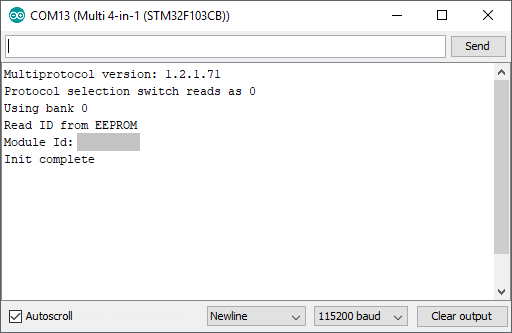 COM13 (Multi 4-in-1 (STM32F103CB))
Send
Multiprotocol version: 1.2.1.71
Protocol selection switch reads as 0
Using bank 0
Read ID from EEPROM
Module Id:
Init complete
Autoscroll Newline 115200 baud Clear output